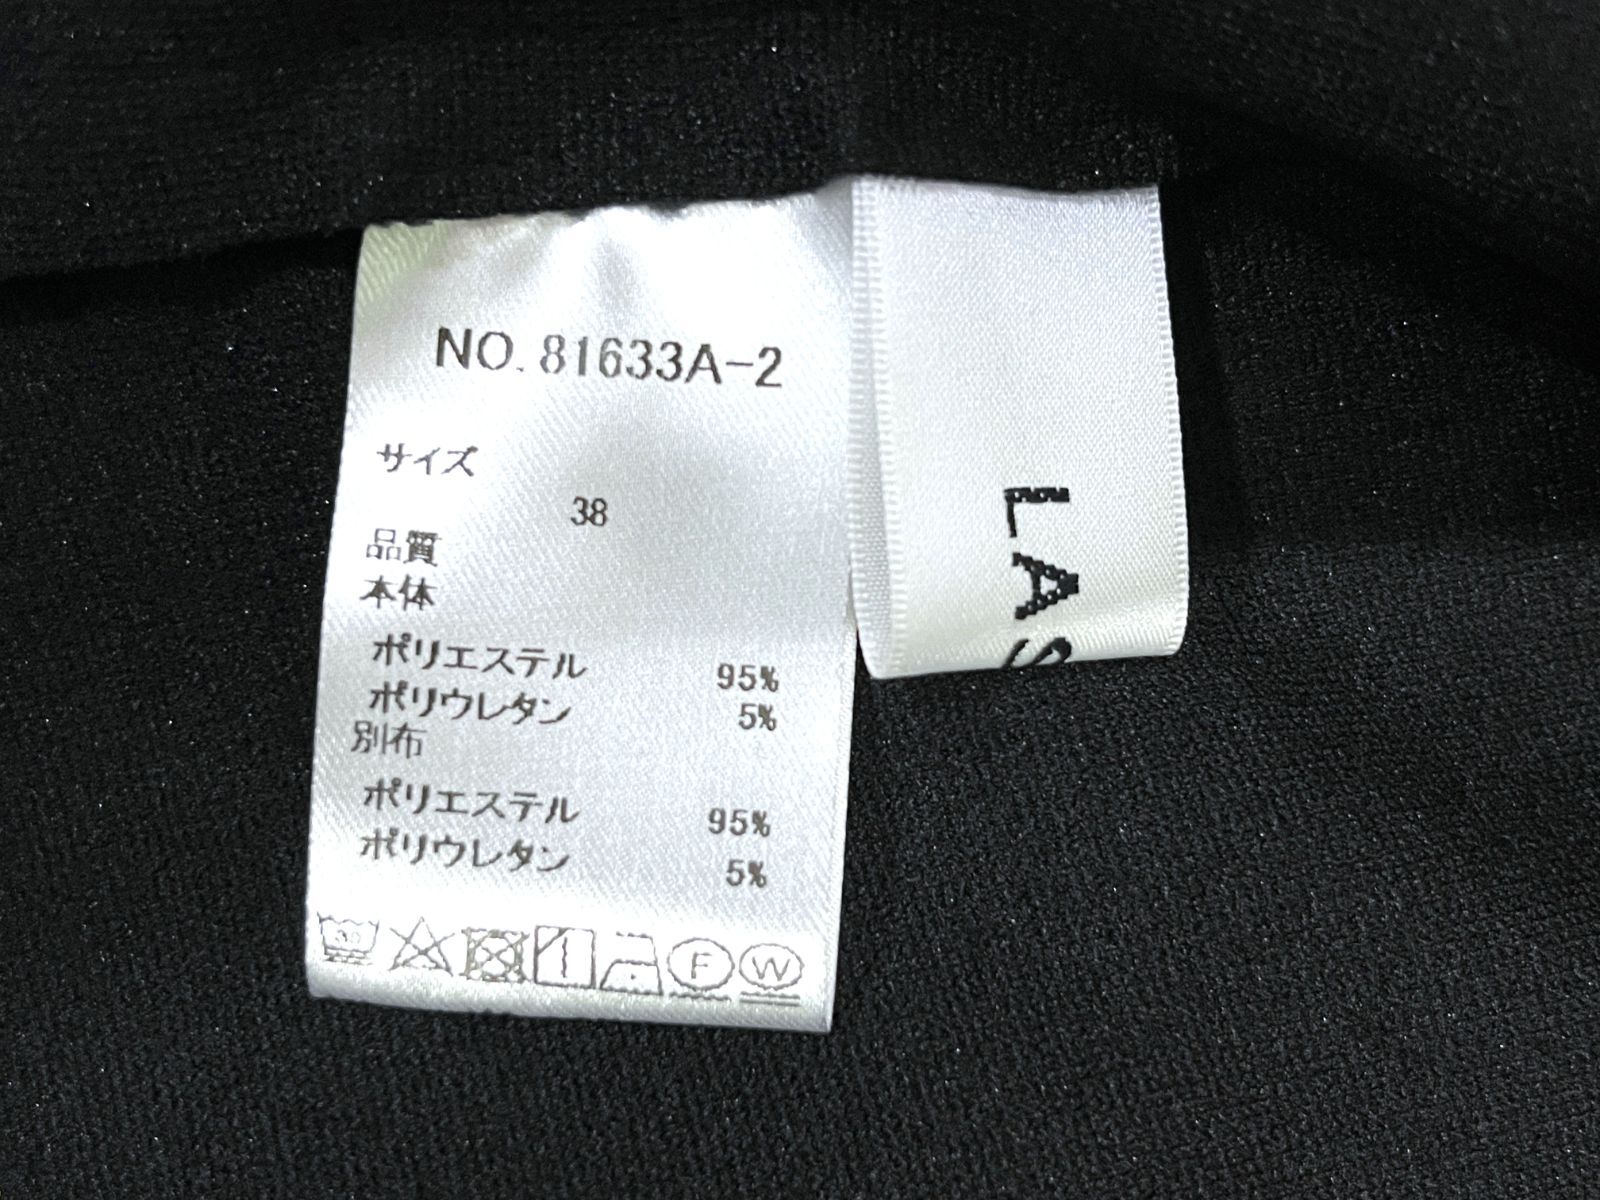 NO. 81633A-2
サイズ
38
品質
本体
ポリエステル 95%
ポリウレタン 5%
別布
ポリエステル 95%
ポリウレタン 5%
30
F
W
LAS